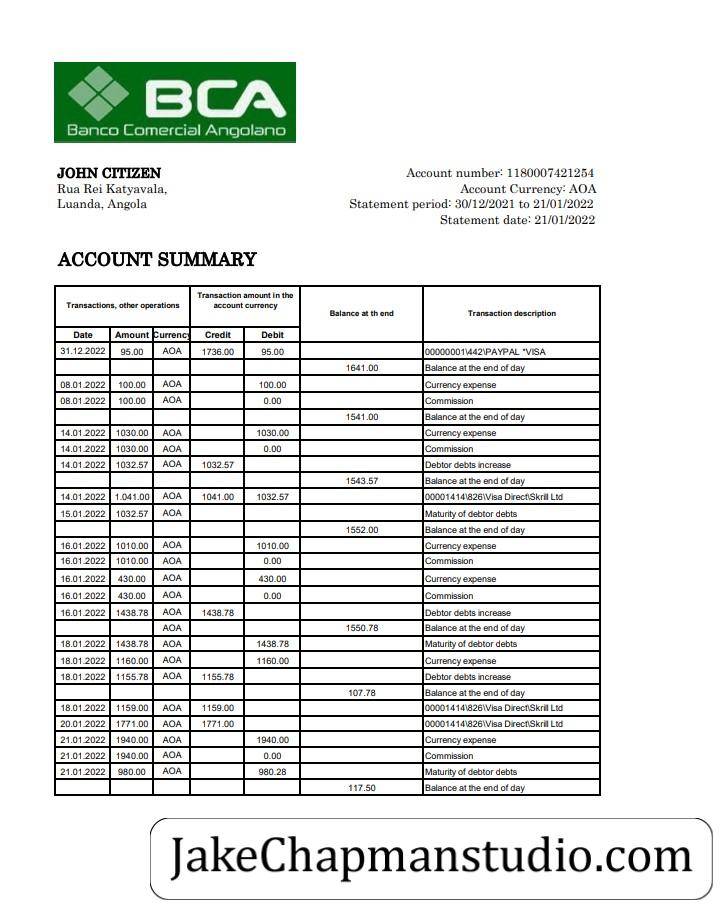 BCA
Banco Comercial Angolano
JOHN CITIZEN
Rua Rei Katyavala,
Luanda, Angola
Account number: 1180007421254
Account Currency: AOA
Statement period: 30/12/2021 to 21/01/2022
Statement date: 21/01/2022
ACCOUNT SUMMARY
Transactions, other operations Transaction amount in the account currency Balance at th end Transaction description
Date Amount Currency Credit Debit
31.12.2022 95.00 AOA 1736.00 95.00 00000001\442\PAYPAL *VISA
1641.00 Balance at the end of day
08.01.2022 100.00 AOA 100.00 Currency expense
08.01.2022 100.00 AOA 0.00 Commission
1541.00 Balance at the end of day
14.01.2022 1030.00 AOA 1030.00 Currency expense
14.01.2022 1030.00 AOA 0.00 Commission
14.01.2022 1032.57 AOA 1032.57 Debtor debts increase
1543.57 Balance at the end of day
14.01.2022 1.041.00 AOA 1041.00 1032.57 00001414\826\Visa Direct\Skrill Ltd
15.01.2022 1032.57 AOA Maturity of debtor debts
1552.00 Balance at the end of day
16.01.2022 1010.00 AOA 1010.00 Currency expense
16.01.2022 1010.00 AOA 0.00 Commission
16.01.2022 430.00 AOA 430.00 Currency expense
16.01.2022 430.00 AOA 0.00 Commission
16.01.2022 1438.78 AOA 1438.78 Debtor debts increase
AOA 1550.78 Balance at the end of day
18.01.2022 1438.78 AOA 1438.78 Maturity of debtor debts
18.01.2022 1160.00 AOA 1160.00 Currency expense
18.01.2022 1155.78 AOA 1155.78 Debtor debts increase
107.78 Balance at the end of day
18.01.2022 1159.00 AOA 1159.00 00001414\826\Visa Direct\Skrill Ltd
20.01.2022 1771.00 AOA 1771.00 00001414\826\Visa Direct\Skrill Ltd
21.01.2022 1940.00 AOA 1940.00 Currency expense
21.01.2022 1940.00 AOA 0.00 Commission
21.01.2022 980.00 AOA 980.28 Maturity of debtor debts
117.50 Balance at the end of day
JakeChapmanstudio.com